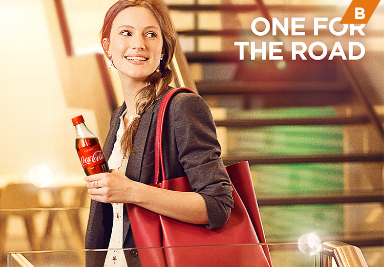 B
ONE FOR
THE ROAD
Coca-Cola